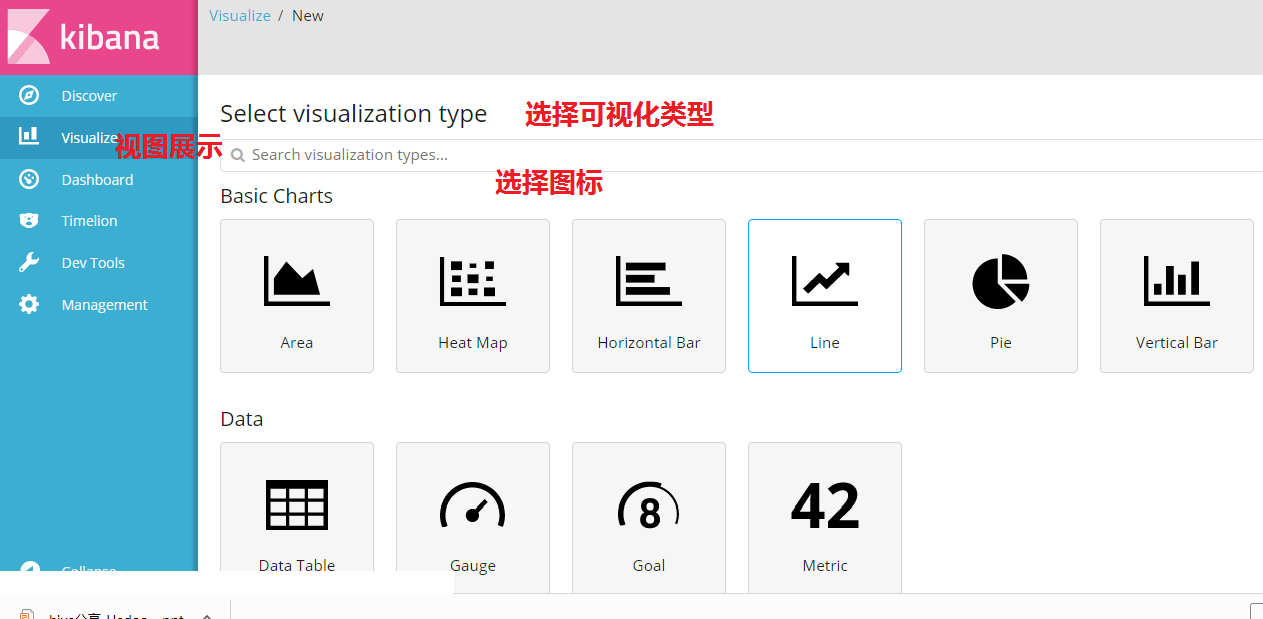 kibana
Visualize / New
Discover
Visualize
视图展示
Dashboard
Timelion
Dev Tools
Management
Collapse
Select visualization type
选择可视化类型
Search visualization types...
选择图标
Basic Charts
Area
Heat Map
Horizontal Bar
Line
Pie
Vertical Bar
Data
8
42
Data Table
Gauge
Goal
Metric